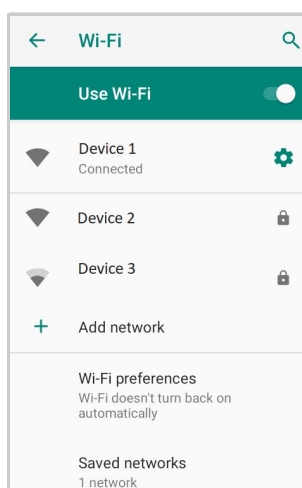 Wi-Fi
Use Wi-Fi
Device 1
Connected
Device 2
Device 3
Add network
Wi-Fi preferences
Wi-Fi doesn't turn back on
automatically
Saved networks
1 network